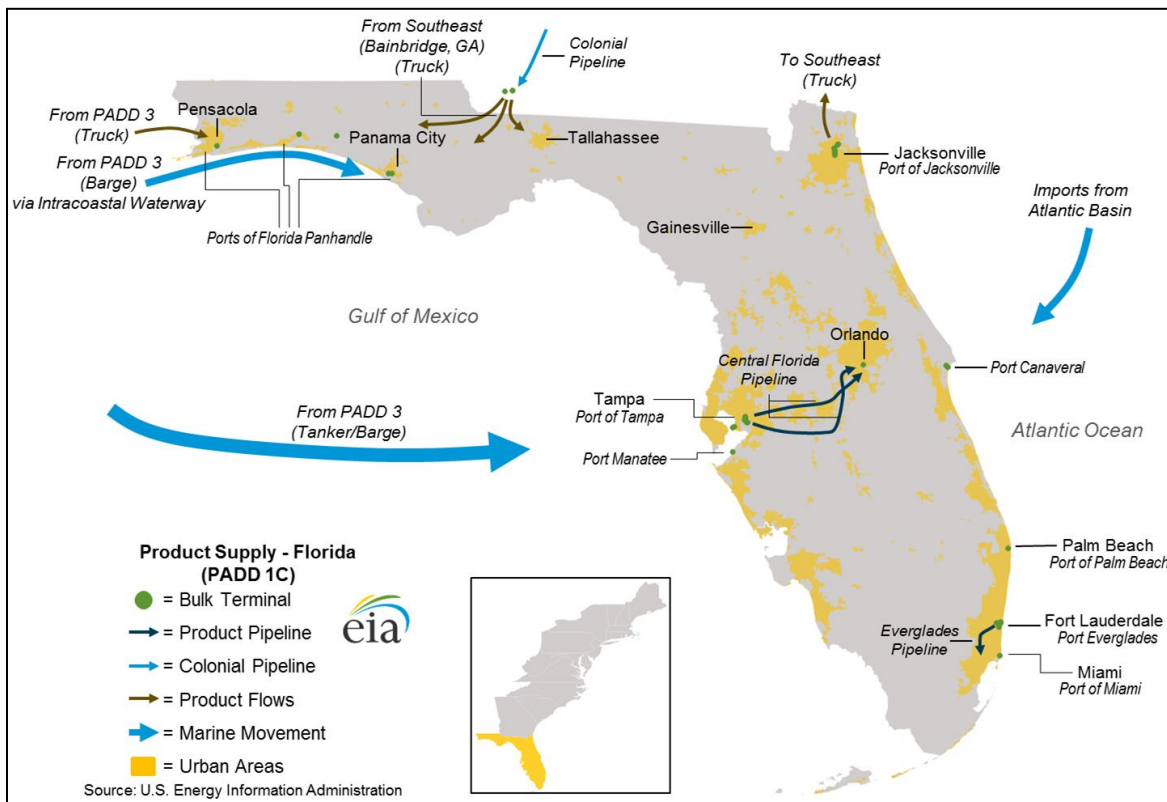 From Southeast
(Bainbridge, GA)
(Truck)
Colonial
Pipeline
To Southeast
(Truck)
From PADD 3
(Truck)
Pensacola
Panama City
Tallahassee
Jacksonville
Port of Jacksonville
From PADD 3
(Barge)
via Intracoastal Waterway
Ports of Florida Panhandle
Gainesville
Imports from
Atlantic Basin
Gulf of Mexico
Orlando
Central Florida
Pipeline
Port Canaveral
From PADD 3
(Tanker/Barge)
Tampa
Port of Tampa
Port Manatee
Atlantic Ocean
Palm Beach
Port of Palm Beach
Everglades
Pipeline
Fort Lauderdale
Port Everglades
Miami
Port of Miami
Product Supply - Florida
(PADD 1C)
= Bulk Terminal
= Product Pipeline
= Colonial Pipeline
= Product Flows
= Marine Movement
= Urban Areas
eia
Source: U.S. Energy Information Administration